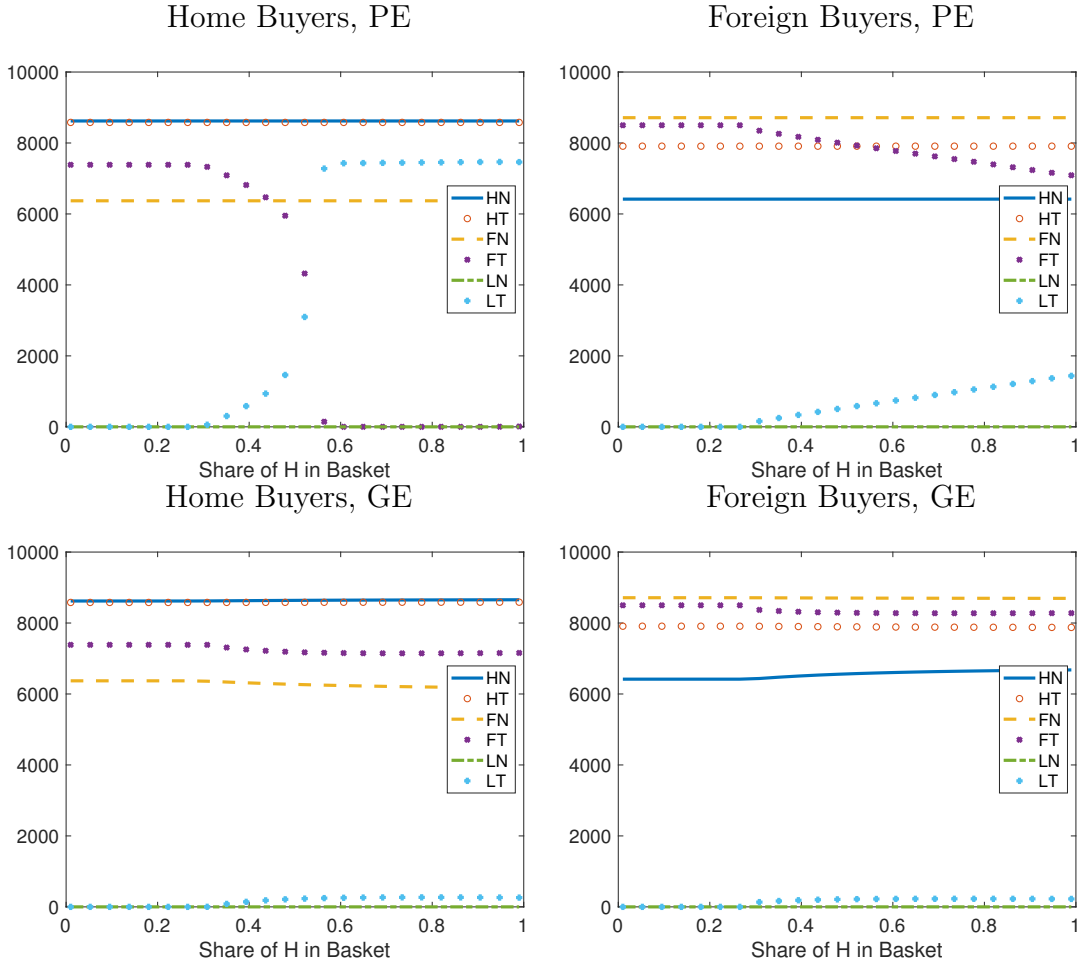 Home Buyers, PE
10000
8000
6000
4000
2000
0
0 0.2 0.4 0.6 0.8 1
Share of H in Basket
HN
HT
FN
FT
LN
LT
Foreign Buyers, PE
10000
8000
6000
4000
2000
0
0 0.2 0.4 0.6 0.8 1
Share of H in Basket
HN
HT
FN
FT
LN
LT
Home Buyers, GE
10000
8000
6000
4000
2000
0
0 0.2 0.4 0.6 0.8 1
Share of H in Basket
HN
HT
FN
FT
LN
LT
Foreign Buyers, GE
10000
8000
6000
4000
2000
0
0 0.2 0.4 0.6 0.8 1
Share of H in Basket
HN
HT
FN
FT
LN
LT